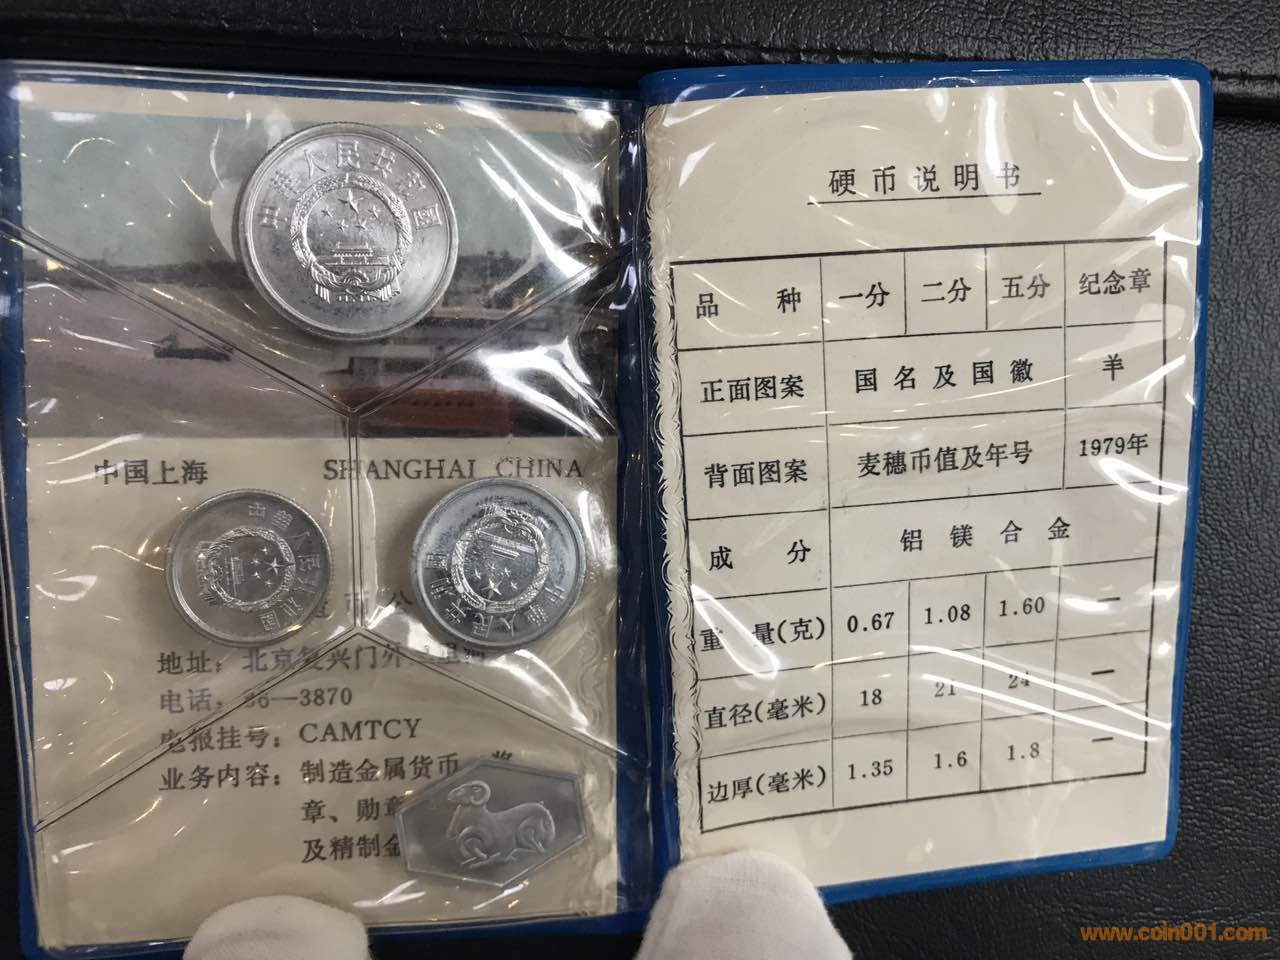 中华人民共和国
中国上海 SHANGHAI CHINA
中华人民共和国
中华人民共和国
币公
地址：北京复兴门外
电话：86—3870
电报挂号：CAMTCY
业务内容：制造金属货币、奖
章、勋章
及精制金
硬币说明书
品 种 一分 二分 五分 纪念章
正面图案 国名及国徽 羊
背面图案 麦穗币值及年号 1979年
成 分 铝镁合金
重 量(克) 0.67 1.08 1.60 —
直径(毫米) 18 21 24 —
边厚(毫米) 1.35 1.6 1.8 —
www.coin001.com